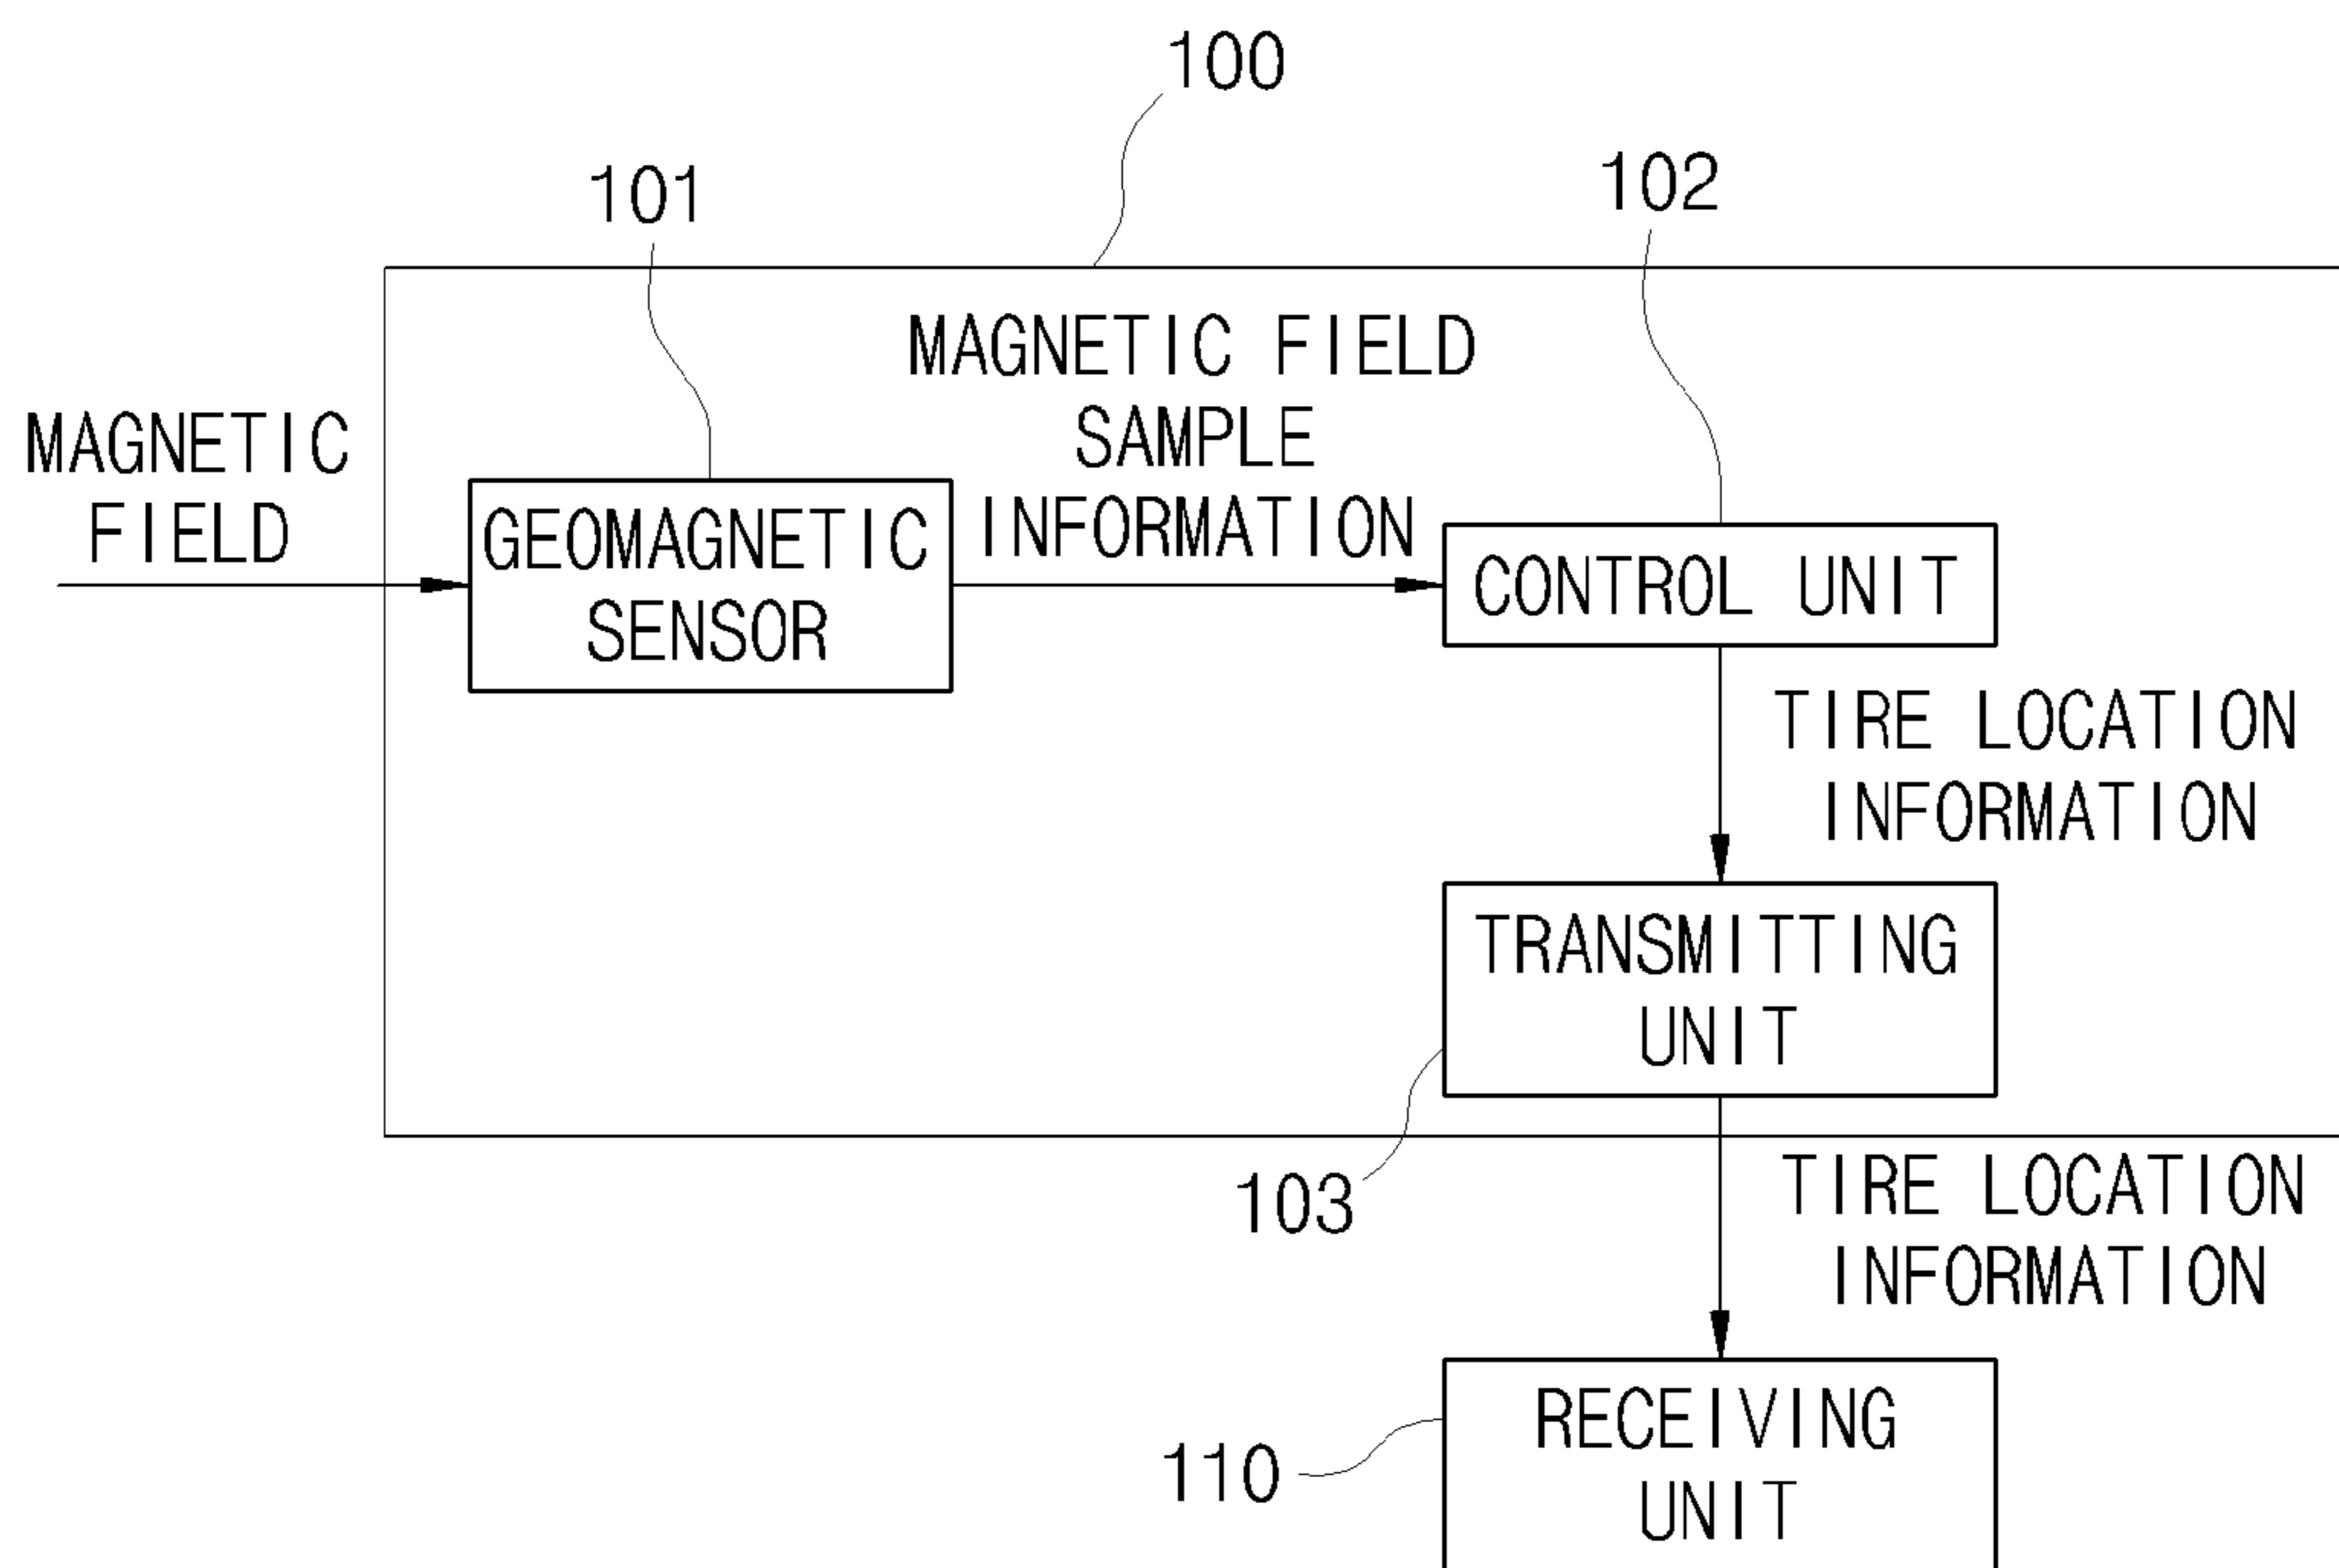 100
101
102
MAGNETIC FIELD
SAMPLE
INFORMATION
MAGNETIC
FIELD
GEOMAGNETIC
SENSOR
CONTROL UNIT
TIRE LOCATION
INFORMATION
TRANSMITTING
UNIT
103
TIRE LOCATION
INFORMATION
RECEIVING
UNIT
110